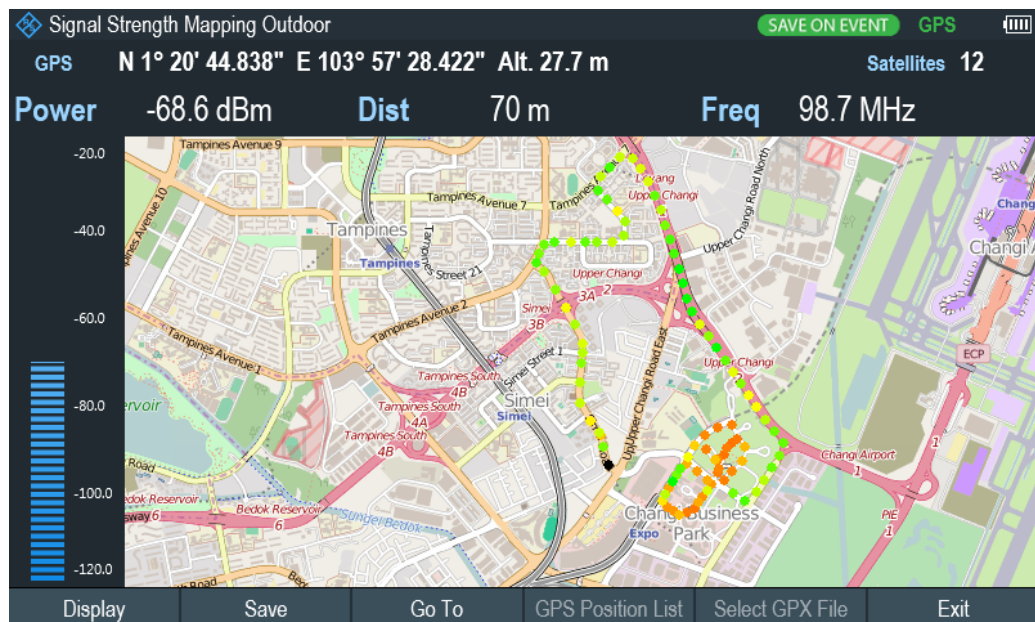 Signal Strength Mapping Outdoor
SAVE ON EVENT
GPS
GPS N 1° 20' 44.838" E 103° 57' 28.422" Alt. 27.7 m
Satellites 12
Power -68.6 dBm
Dist 70 m
Freq 98.7 MHz
-20.0
-40.0
-60.0
-80.0
-100.0
-120.0
Tampines Avenue 9
Tampines Avenue 10
Tampines Avenue 7
Upper Changi
Upper Changi Road North
Chang
Changi A
Tampines
Tampines
Tampines Street 21
Upper Changi
3A 2
Tampines Avenue 2
Simei
3B
Simei Street 1
Upper Changi Road East
Tampines Avenue 1
ECP
Upper Changi
Tampines South
4B
Simei
Simei
Tampines South
4A
Tampines South
4B
1
Changi Airport
1
Road
edok Reservoir
Bedok Reservoir
6
sway 6
Sungei Bedok
Changi Business
Park
Expo
PIE
1
Display
Save
Go To
GPS Position List
Select GPX File
Exit